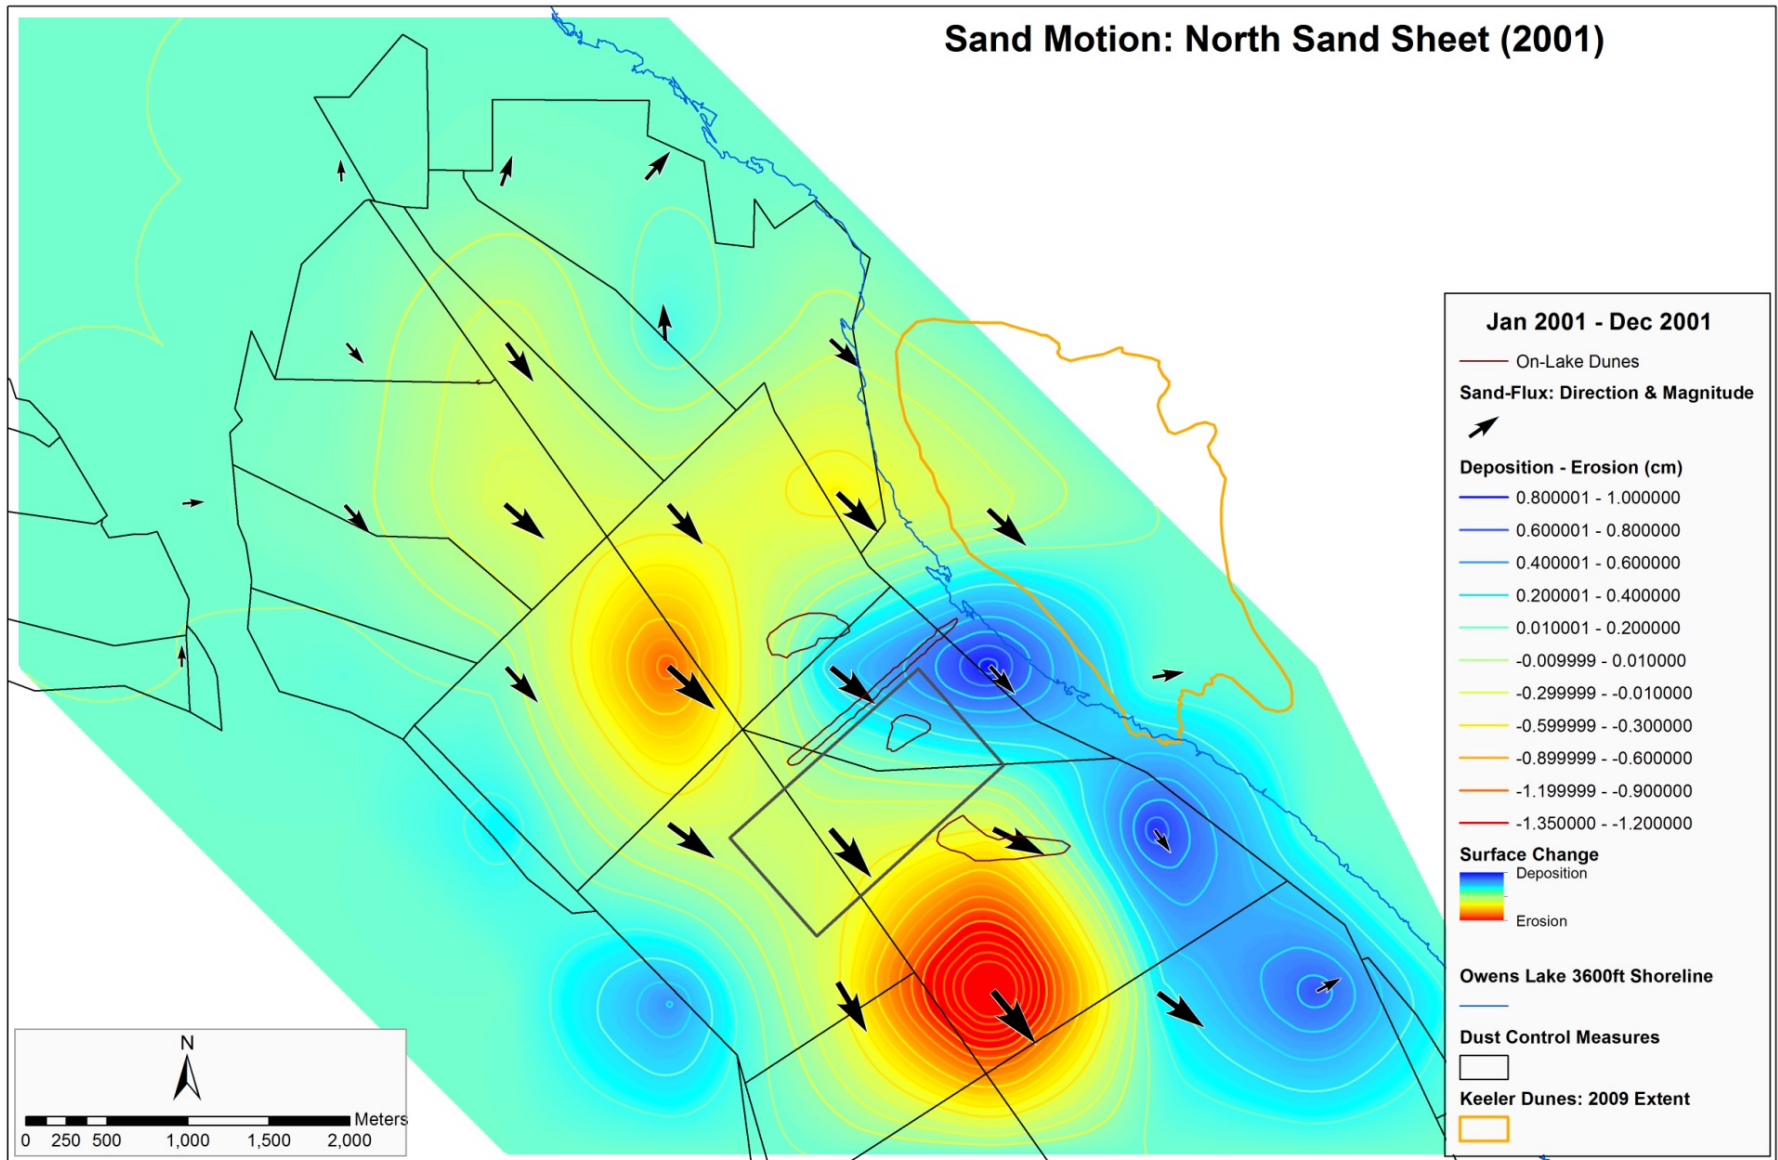 Sand Motion: North Sand Sheet (2001)
Jan 2001 - Dec 2001
On-Lake Dunes
Sand-Flux: Direction & Magnitude
Deposition - Erosion (cm)
0.800001 - 1.000000
0.600001 - 0.800000
0.400001 - 0.600000
0.200001 - 0.400000
0.010001 - 0.200000
-0.009999 - 0.010000
-0.299999 - -0.010000
-0.599999 - -0.300000
-0.899999 - -0.600000
-1.199999 - -0.900000
-1.350000 - -1.200000
Surface Change
Deposition
Erosion
Owens Lake 3600ft Shoreline
Dust Control Measures
Keeler Dunes: 2009 Extent
N
Meters
0 250 500 1,000 1,500 2,000